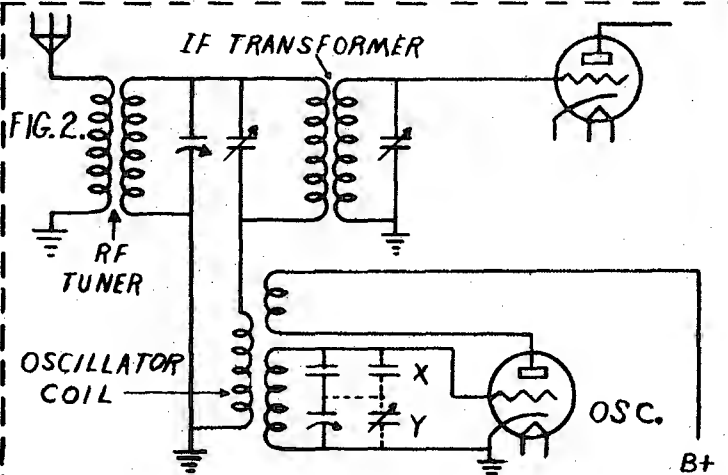 IF TRANSFORMER
FIG. 2.
RF
TUNER
OSCILLATOR
COIL
X
Y
OSC.
B+